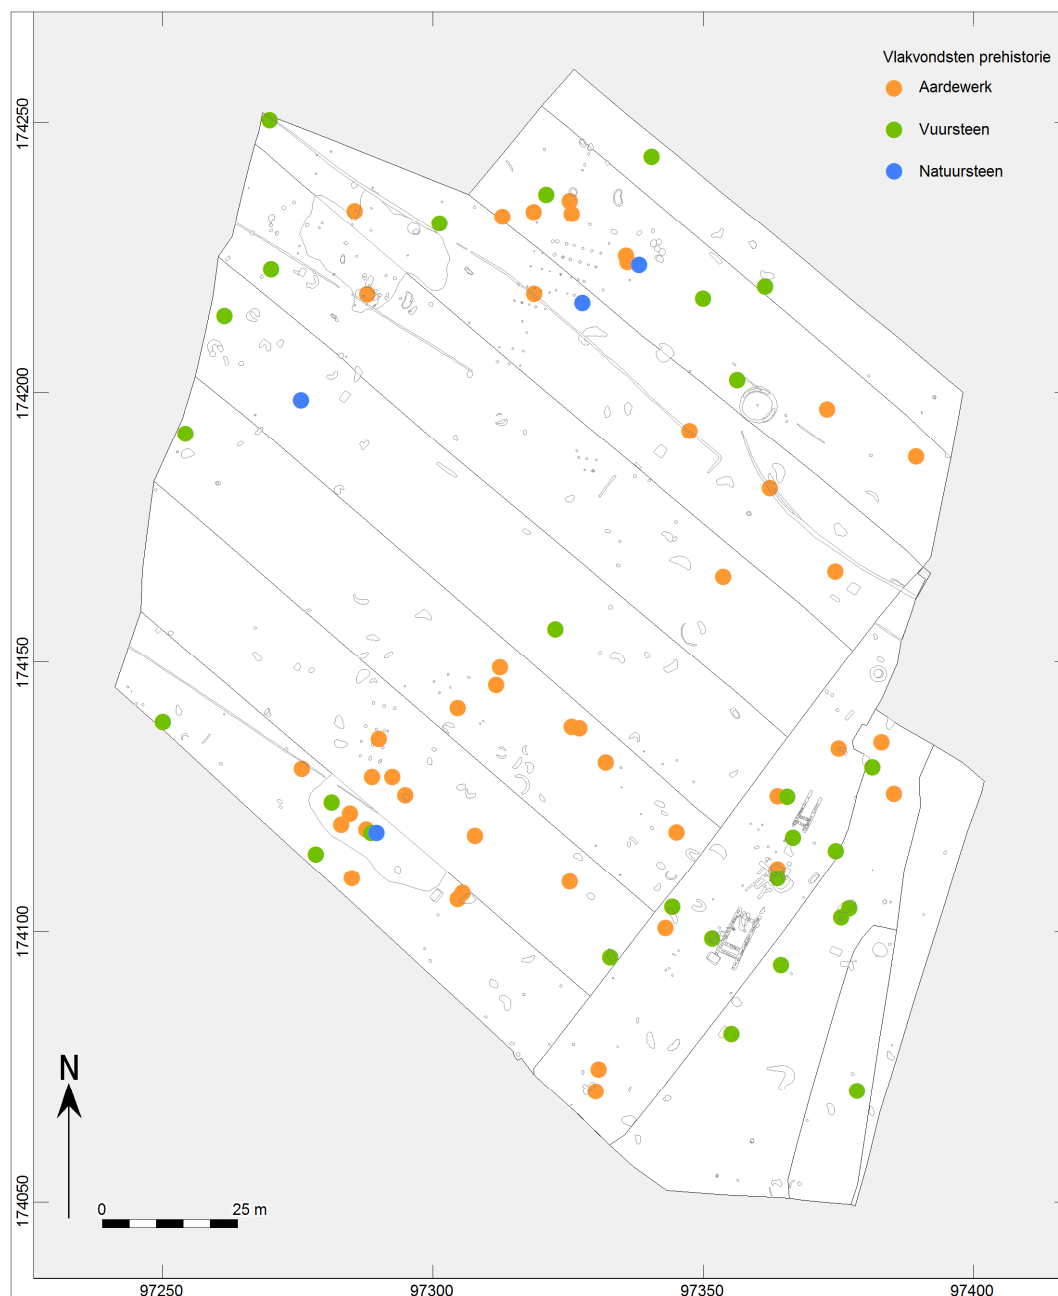 Vlakvondsten prehistorie
Aardewerk
Vuursteen
Natuursteen
174250
174200
174150
174100
174050
N
0 25 m
97250 97300 97350 97400